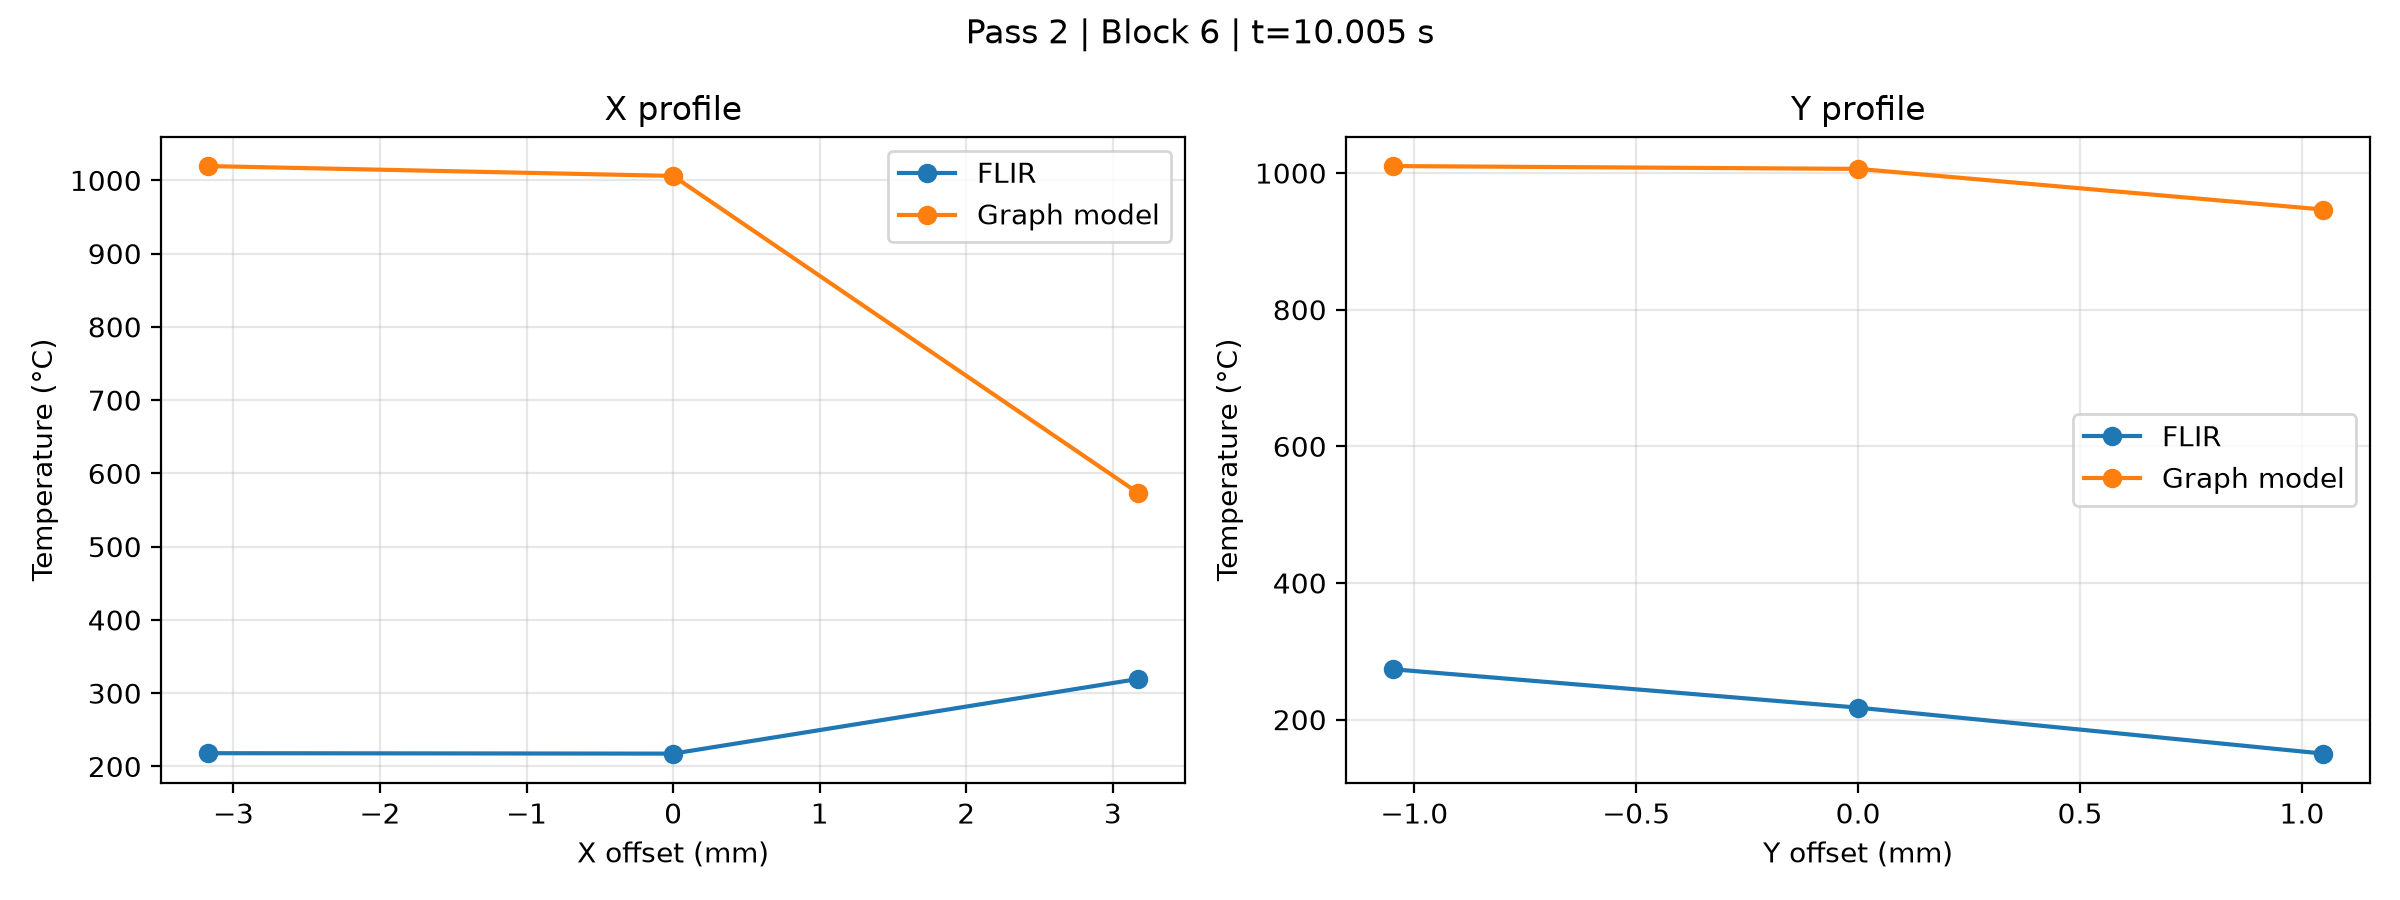 Pass 2 | Block 6 | t=10.005 s
X profile
1000
900
800
700
600
500
400
300
200
Temperature (°C)
−3
−2
−1
0
1
2
3
X offset (mm)
FLIR
Graph model
Y profile
1000
800
600
400
200
Temperature (°C)
−1.0
−0.5
0.0
0.5
1.0
Y offset (mm)
FLIR
Graph model